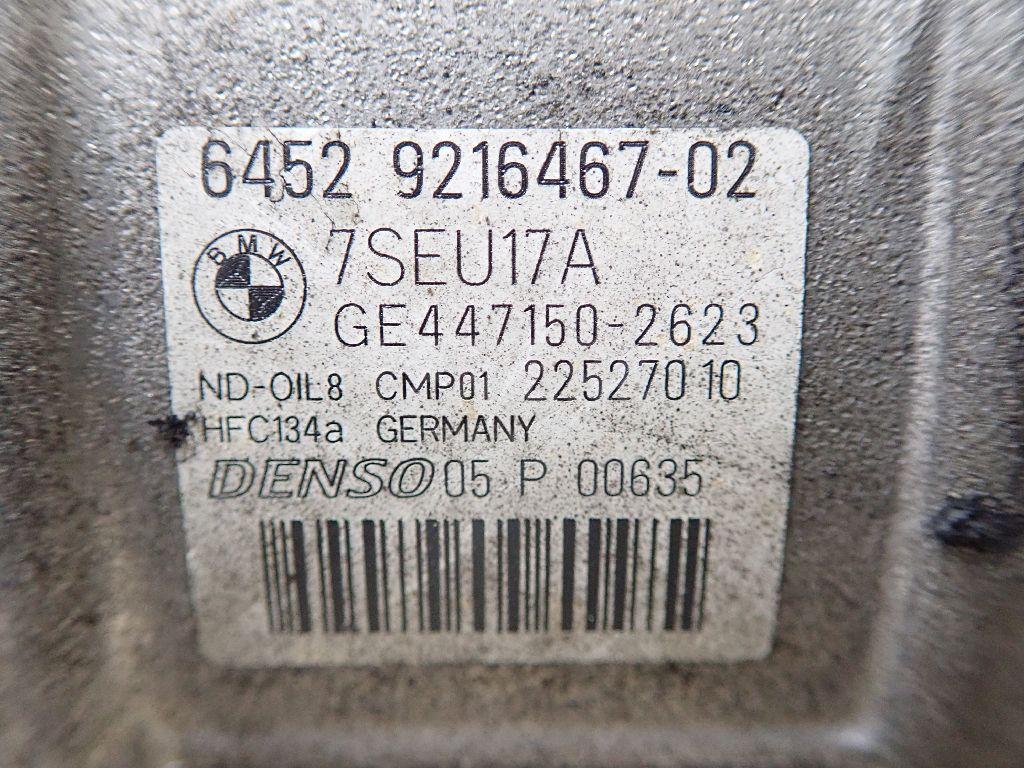 6452 9216467-02
BMW
7SEU17A
GE447150-2623
ND-OIL8 CMP01 22527010
HFC134a GERMANY
DENSO 05 P 00635